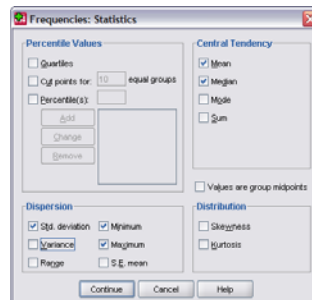 Frequencies: Statistics
Percentile Values
Quartiles
Cut points for: 10 equal groups
Percentile(s):
Add
Change
Remove
Central Tendency
Mean
Median
Mode
Sum
Values are group midpoints
Dispersion
Std. deviation Minimum
Variance Maximum
Range S.E. mean
Distribution
Skewness
Kurtosis
Continue Cancel Help